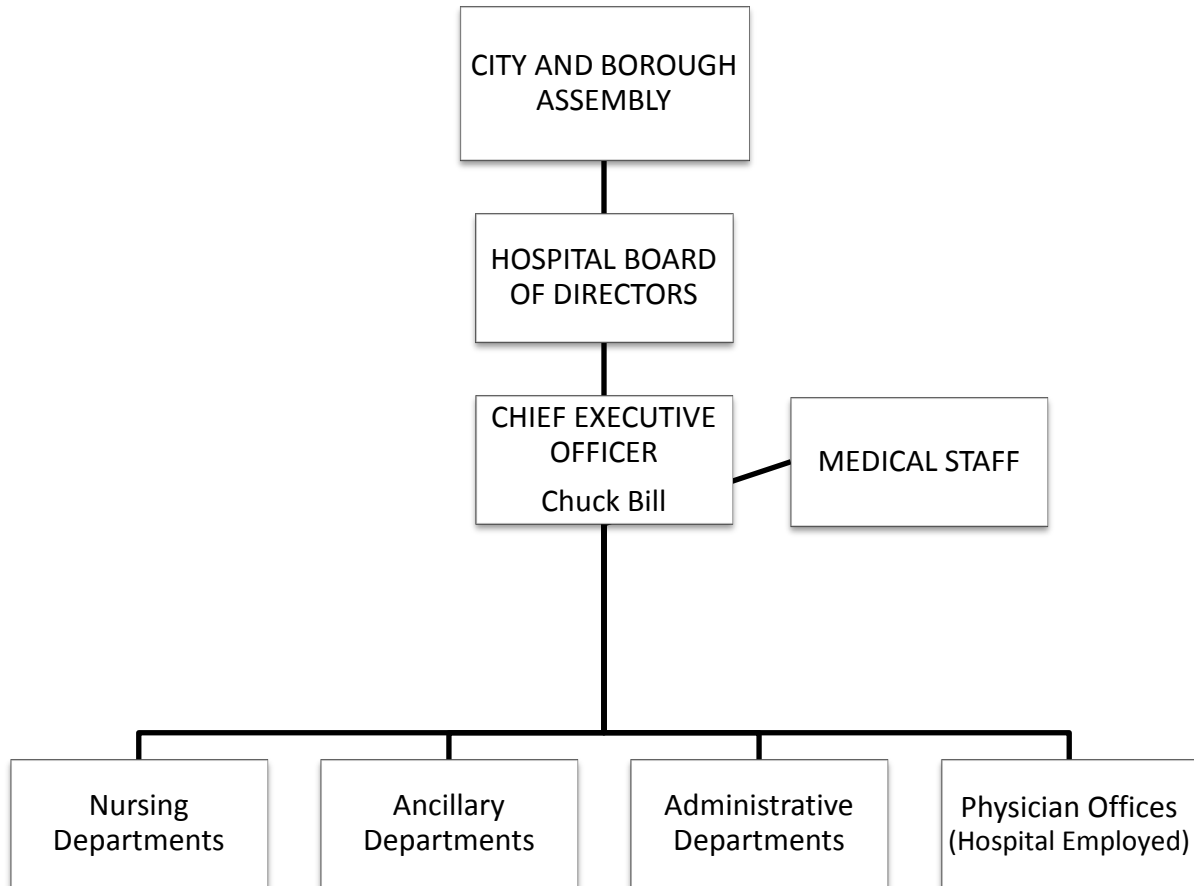 CITY AND BOROUGH
ASSEMBLY
HOSPITAL BOARD
OF DIRECTORS
CHIEF EXECUTIVE
OFFICER
Chuck Bill
MEDICAL STAFF
Nursing
Departments
Ancillary
Departments
Administrative
Departments
Physician Offices
(Hospital Employed)